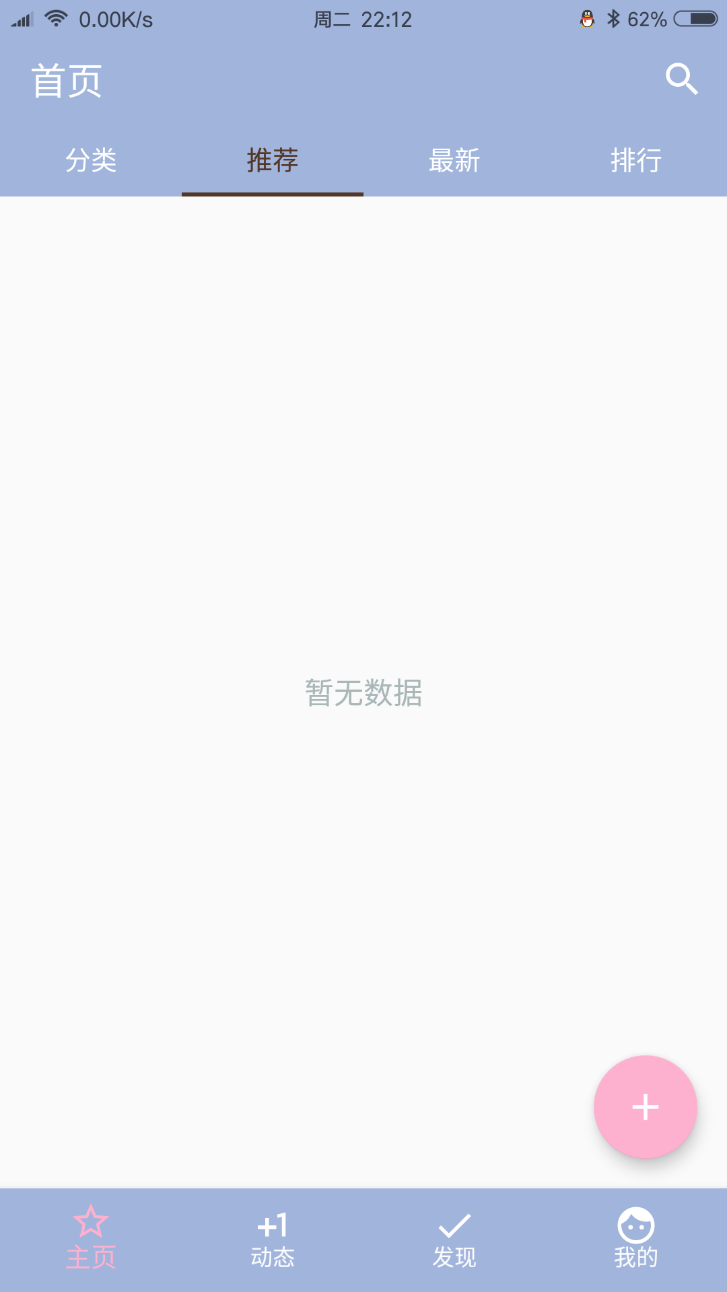 0.00K/s 周二 22:12 62%
首页
分类 推荐 最新 排行
暂无数据
+1
主页 动态 发现 我的